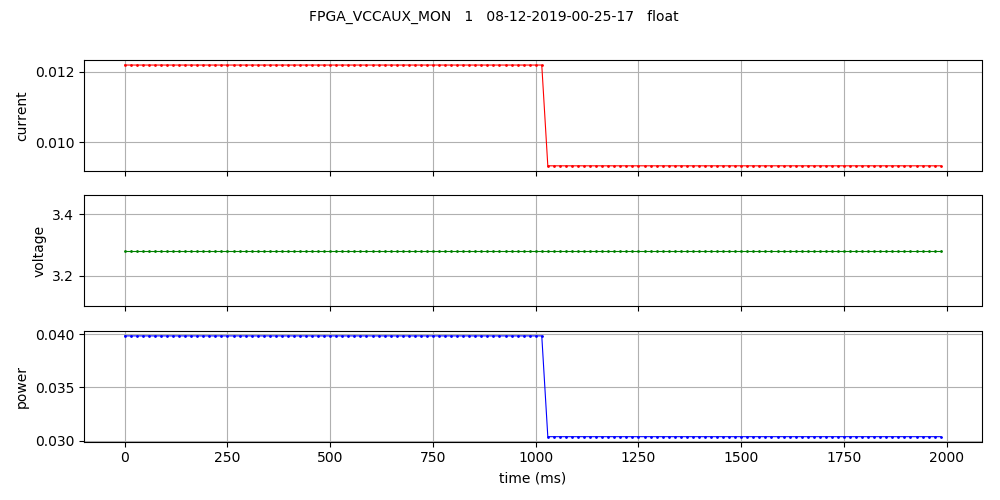 FPGA_VCCAUX_MON 1 08-12-2019-00-25-17 float
0.012
0.010
current
3.4
3.2
voltage
0.040
0.035
0.030
power
0 250 500 750 1000 1250 1500 1750 2000
time (ms)